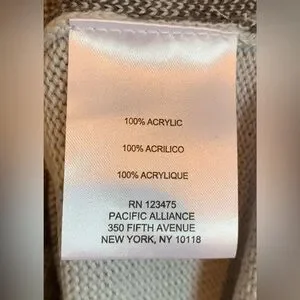 100% ACRYLIC
100% ACRILICO
100% ACRYLIQUE
RN 123475
PACIFIC ALLIANCE
350 FIFTH AVENUE
NEW YORK, NY 10118